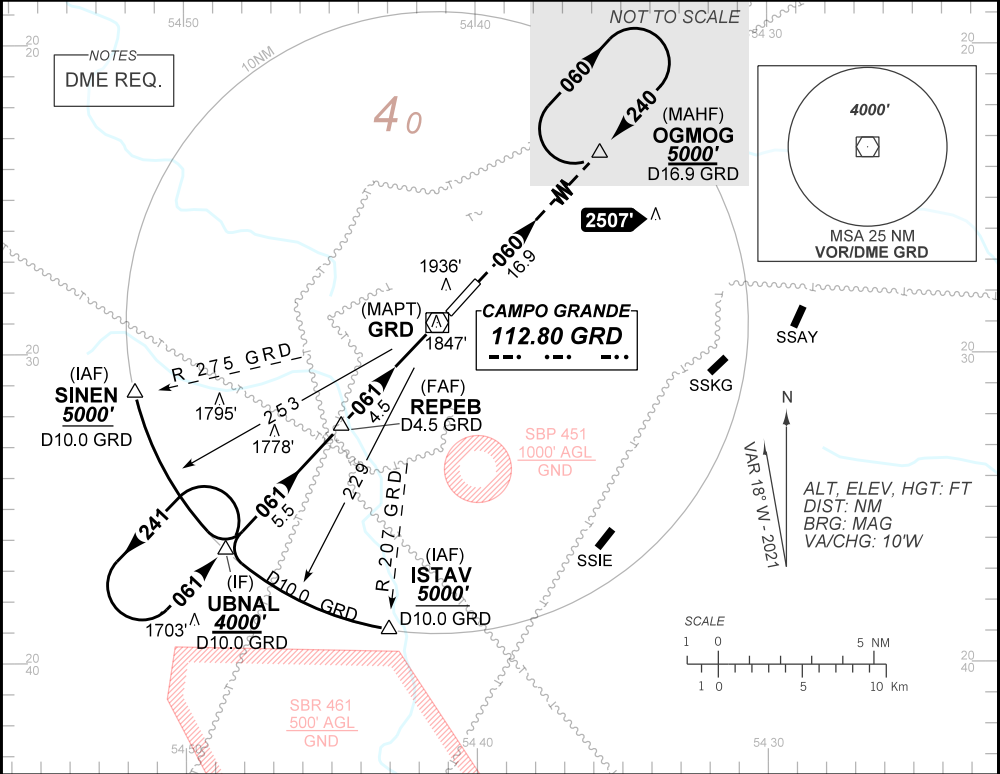 54 50
54 40
NOT TO SCALE
54 30
20 20
20 20
NOTES
DME REQ.
10NM
4 0
060
240
(MAHF)
OGMOG
5000'
D16.9 GRD
4000'
MSA 25 NM
VOR/DME GRD
2507'
060
16.9
1936'
(MAPT)
GRD
1847'
CAMPO GRANDE
112.80 GRD
SSAY
SSKG
20 30
20 30
R 275 GRD
(IAF)
SINEN
5000'
D10.0 GRD
1795'
253
1778'
061
4.5
(FAF)
REPEB
D4.5 GRD
229
R 207 GRD
SBP 451
1000' AGL
GND
N
VAR 18° W - 2021
ALT, ELEV, HGT: FT
DIST: NM
BRG: MAG
VA/CHG: 10'W
241
061
5.5
061
(IF)
UBNAL
4000'
D10.0 GRD
1703'
D10.0 GRD
(IAF)
ISTAV
5000'
D10.0 GRD
SSIE
SCALE
1 0 5 NM
1 0 5 10 Km
20 40
20 40
SBR 461
500' AGL
GND
54 50
54 40
54 30